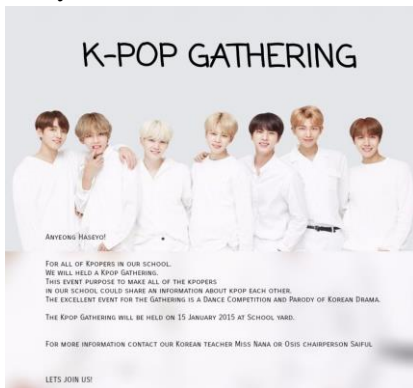 K-POP GATHERING
ANYEONG HASEYO!
FOR ALL OF KPOPERS IN OUR SCHOOL.
WE WILL HELD A KPOP GATHERING.
THIS EVENT PURPOSE TO MAKE ALL OF THE KPOPERS
IN OUR SCHOOL COULD SHARE AN INFORMATION ABOUT KPOP EACH OTHER.
THE EXCELLENT EVENT FOR THE GATHERING IS A DANCE COMPETITION AND PARODY OF KOREAN DRAMA.
THE KPOP GATHERING WILL BE HELD ON 15 JANUARY 2015 AT SCHOOL YARD.
FOR MORE INFORMATION CONTACT OUR KOREAN TEACHER MISS NANA OR OSIS CHAIRPERSON SAIFUL
LETS JOIN US!